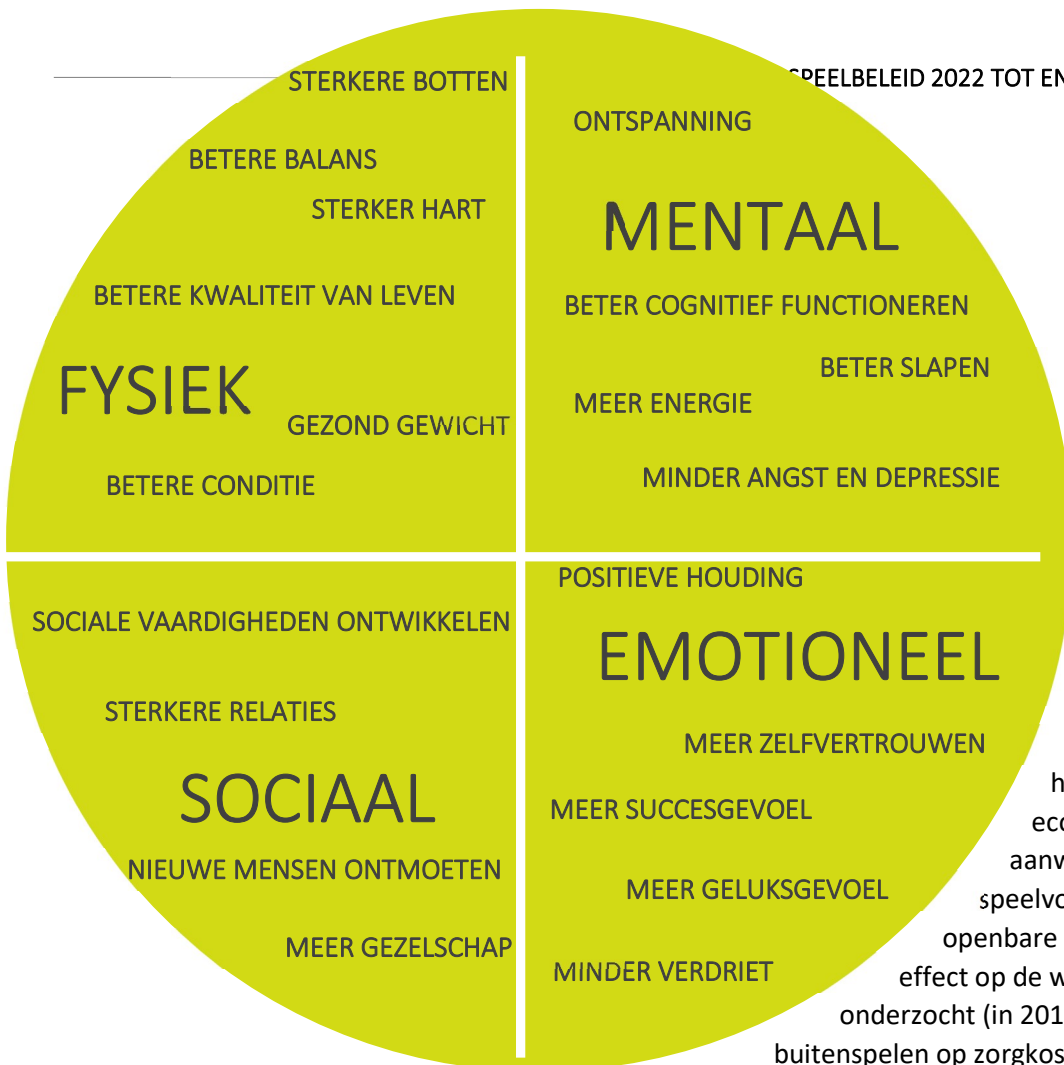 SPEELBELEID 2022 TOT EN
STERKERE BOTTEN
BETERE BALANS
STERKER HART
BETERE KWALITEIT VAN LEVEN
FYSIEK
GEZOND GEWICHT
BETERE CONDITIE
ONTSPANNING
MENTAAL
BETER COGNITIEF FUNCTIONEREN
BETER SLAPEN
MEER ENERGIE
MINDER ANGST EN DEPRESSIE
SOCIALE VAARDIGHEDEN ONTWIKKELEN
STERKERE RELATIES
SOCIAAL
NIEUWE MENSEN ONTMOETEN
MEER GEZELSCHAP
POSITIEVE HOUDING
EMOTIONEEL
MEER ZELFVERTROUWEN
MEER SUCCESGEVOEL
MEER GELUKSGEVOEL
MINDER VERDRIET
openbare
effect op de
onderzocht (in
buitenspelen op